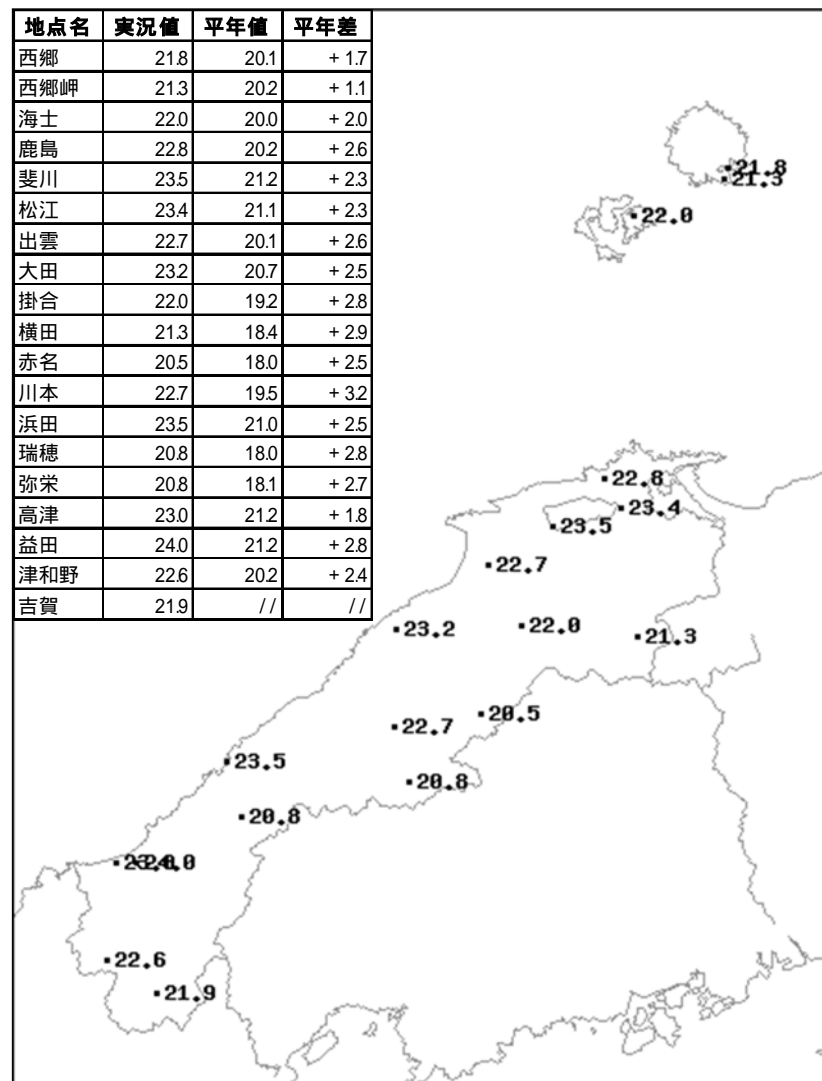 地点名 実況値 平年値 平年差
西郷 21.8 20.1 +1.7
西郷岬 21.3 20.2 +1.1
海士 22.0 20.0 +2.0
鹿島 22.8 20.2 +2.6
斐川 23.5 21.2 +2.3
松江 23.4 21.1 +2.3
出雲 22.7 20.1 +2.6
大田 23.2 20.7 +2.5
掛合 22.0 19.2 +2.8
横田 21.3 18.4 +2.9
赤名 20.5 18.0 +2.5
川本 22.7 19.5 +3.2
浜田 23.5 21.0 +2.5
瑞穂 20.8 18.0 +2.8
弥栄 20.8 18.1 +2.7
高津 23.0 21.2 +1.8
益田 24.0 21.2 +2.8
津和野 22.6 20.2 +2.4
吉賀 21.9 // //
21.8
21.3
22.0
22.8
23.4
23.5
22.7
23.2
22.0
21.3
20.5
22.7
23.5
20.8
20.8
22.6
21.9